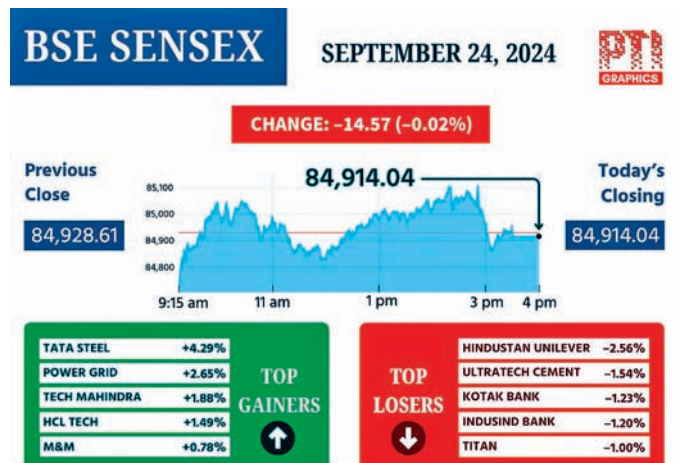 BSE SENSEX
SEPTEMBER 24, 2024
PTI
GRAPHICS
CHANGE: –14.57 (–0.02%)
Previous
Close
84,928.61
84,914.04
Today's
Closing
84,914.04
85,100
85,000
84,900
84,800
9:15 am 11 am 1 pm 3 pm 4 pm
TATA STEEL +4.29%
POWER GRID +2.65%
TECH MAHINDRA +1.88%
HCL TECH +1.49%
M&M +0.78%
TOP
GAINERS
TOP
LOSERS
HINDUSTAN UNILEVER –2.56%
ULTRATECH CEMENT –1.54%
KOTAK BANK –1.23%
INDUSIND BANK –1.20%
TITAN –1.00%